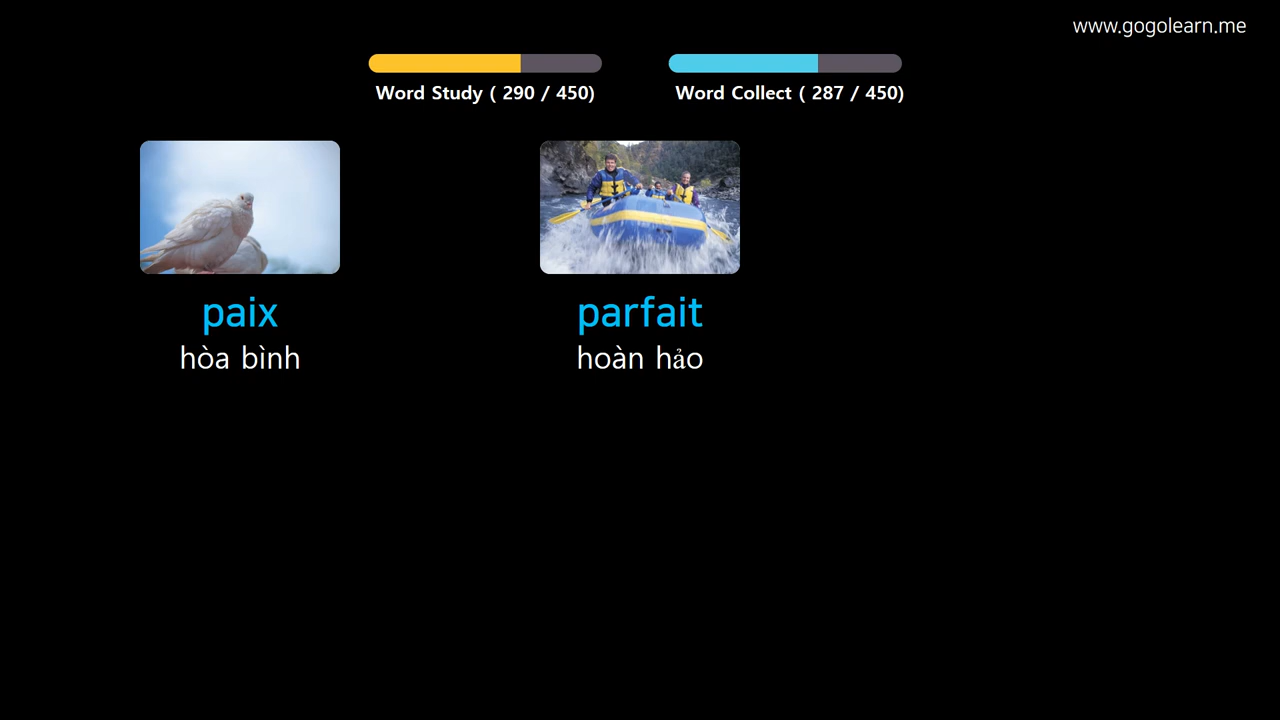 www.gogolearn.me
Word Study ( 290 / 450)
Word Collect ( 287 / 450)
paix
hòa bình
parfait
hoàn hảo